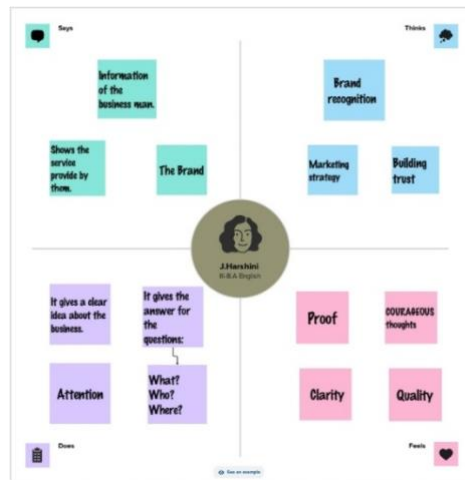 Says
Thinks
Information
of the
business man.
Brand
recognition
Shows the
service
provide by
them.
The Brand
Marketing
strategy
Building
trust
J.Harshini
It gives a clear
idea about the
business.
It gives the
answer for
the
questions:
Proof
COURAGEOUS
thoughts
Attention
What?
Who?
Where?
Clarity
Quality
Does
Feels
See an example